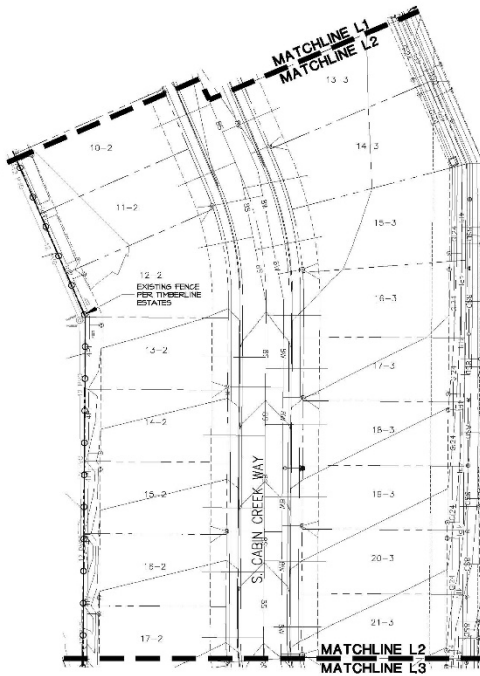 MATCHLINE L1
MATCHLINE L2
13-3
10-2
14-3
11-2
15-3
12-2
EXISTING FENCE
PER TIMBERLINE
ESTATES
16-3
13-2
17-3
14-2
18-3
S. CABIN CREEK WAY
15-2
19-3
16-2
20-3
17-2
21-3
MATCHLINE L2
MATCHLINE L3